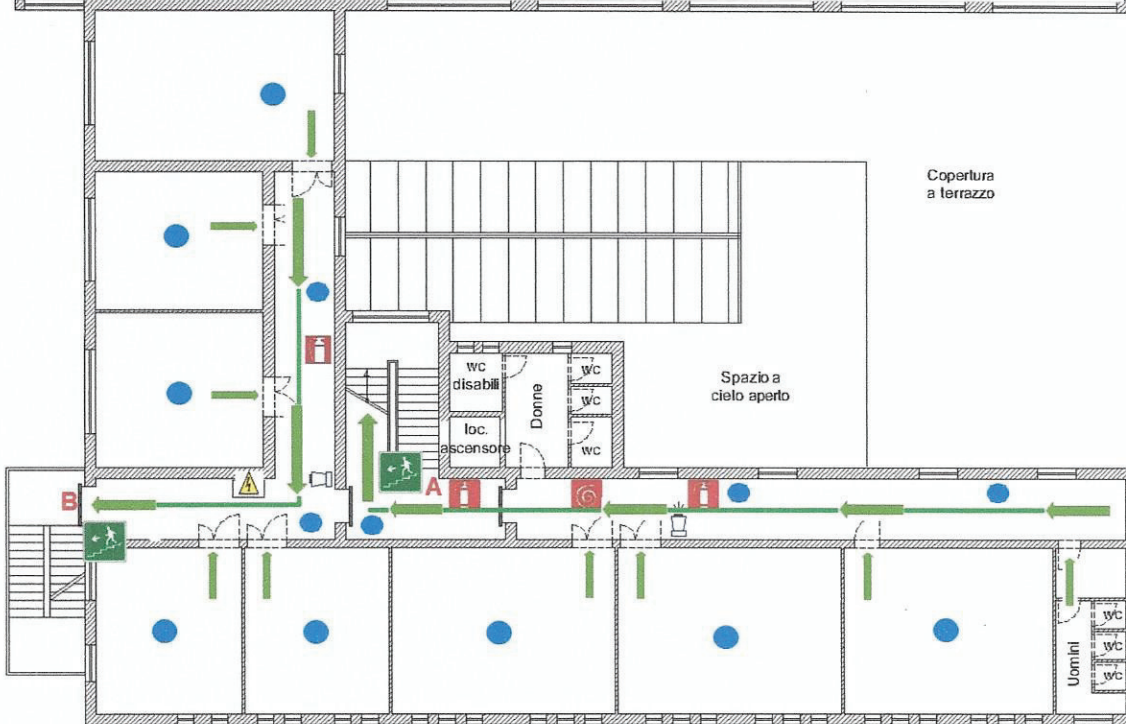 Copertura
a terrazzo
wc
disabili
Donne
wc
wc
wc
loc.
ascensore
Spazio a
cielo aperto
A
B
Uomini
wc
wc
wc